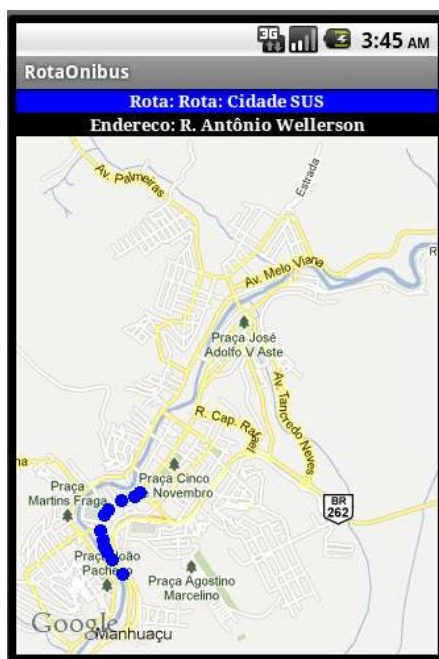 3G 3:45 AM
RotaOnibus
Rota: Rota: Cidade SUS
Endereco: R. Antônio Wellerson
Av. Palmeiras
Estrada
R
Av. Melo Viana
Praça José
Adolfo V Aste
Av. Tancredo Neves
R. Cap. Rafael
na
Praça
Martins Fraga
Praça Cinco
e Novembro
BR
262
Praça João
Pacheco
Praça Agostino
Marcelino
Google
Manhuaçu